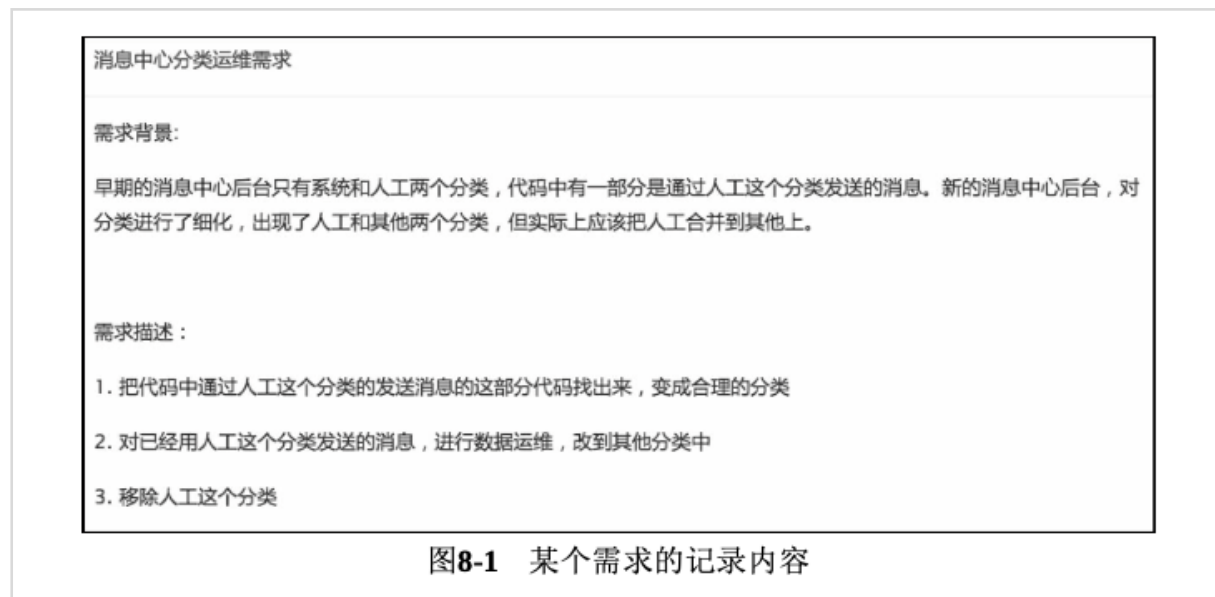 消息中心分类运维需求
需求背景:
早期的消息中心后台只有系统和人工两个分类，代码中有一部分是通过人工这个分类发送的消息。新的消息中心后台，对
分类进行了细化，出现了人工和其他两个分类，但实际上应该把人工合并到其他上。
需求描述：
1. 把代码中通过人工这个分类的发送消息的这部分代码找出来，变成合理的分类
2. 对已经用人工这个分类发送的消息，进行数据运维，改到其他分类中
3. 移除人工这个分类
图8-1 某个需求的记录内容